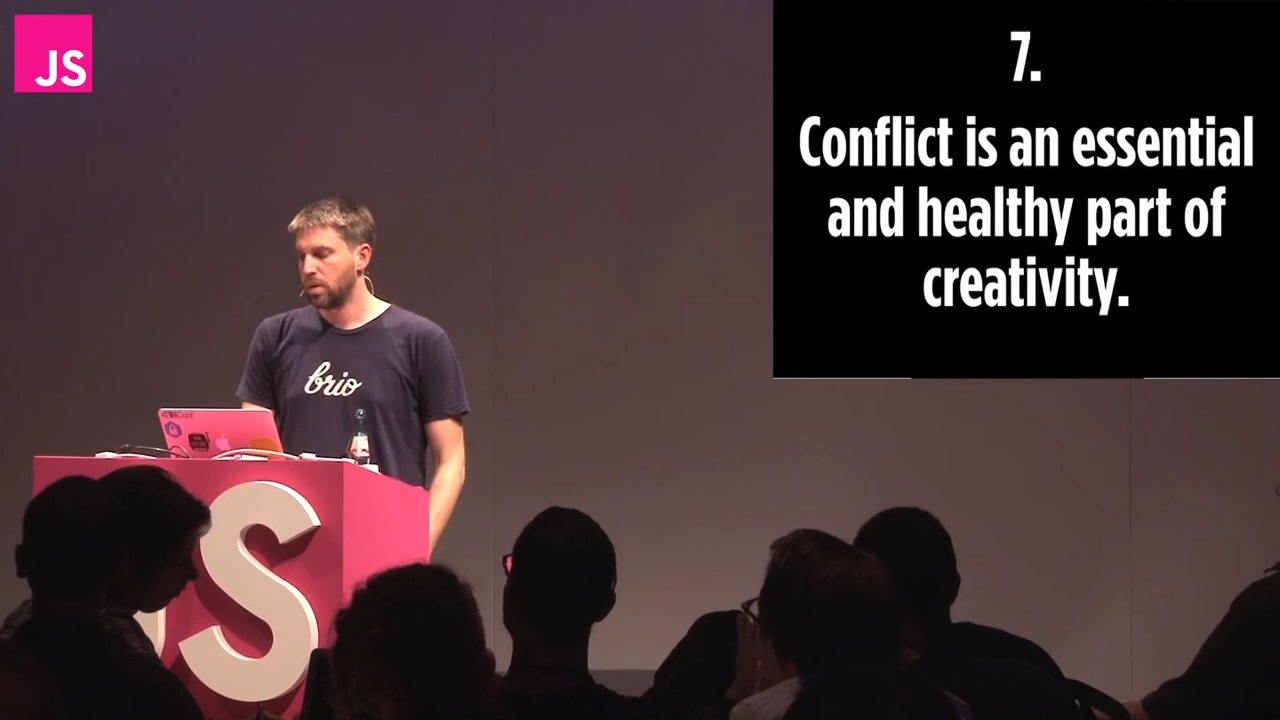 JS
7.
Conflict is an essential
and healthy part of
creativity.
brio
JS